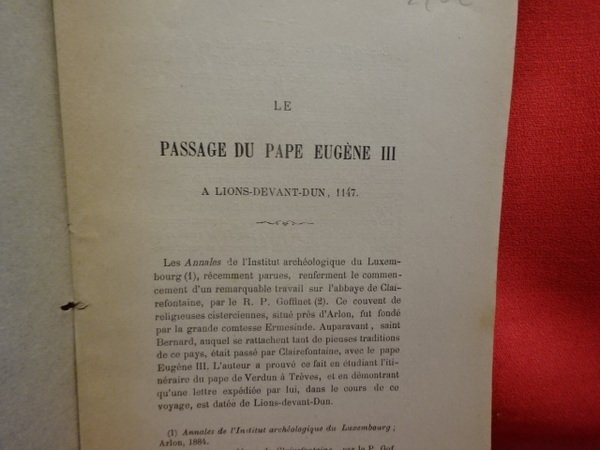 LE
PASSAGE DU PAPE EUGÈNE III
A LIONS-DEVANT-DUN, 1147.
Les Annales de l'Institut archéologique du Luxem-
bourg (1), récemment parues, renferment le commen-
cement d'un remarquable travail sur l'abbaye de Clai-
refontaine, par le R. P. Goffinet (2). Ce couvent de
religieuses cisterciennes, situé près d'Arlon, fut fondé
par la grande comtesse Ermesinde. Auparavant, saint
Bernard, auquel se rattachent tant de pieuses traditions
de ce pays, était passé par Clairefontaine, avec le pape
Eugène III. L'auteur a prouvé ce fait en étudiant l'iti-
néraire du pape de Verdun à Trèves, et en démontrant
qu'une lettre expédiée par lui, dans le cours de ce
voyage, est datée de Lions-devant-Dun.
(1) Annales de l'Institut archéologique du Luxembourg;
Arlon, 1884.
Clairefontaine, par le P. Gof-